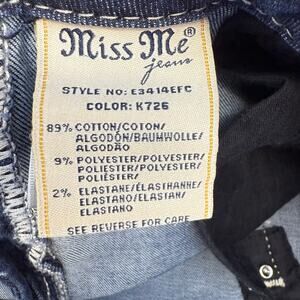 Miss Me®
jeans
STYLE NO: E3414EFC
COLOR: K726
89% COTTON/COTON/
ALGODÓN/BAUMWOLLE/
ALGODÃO
9% POLYESTER/POLYESTER/
POLIÉSTER/POLYESTER/
POLIÉSTER/
2% ELASTANE/ÉLASTHANNE/
ELASTANO/ELASTAN/
ELASTANO
SEE REVERSE FOR CARE